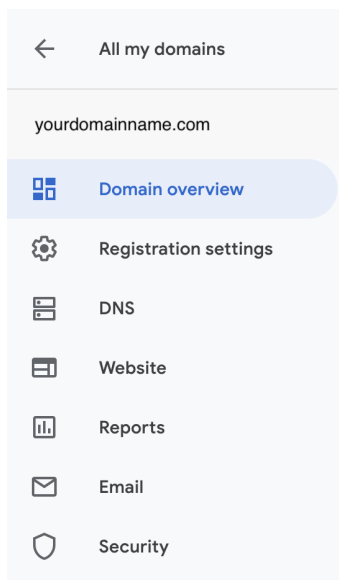 All my domains
yourdomainname.com
Domain overview
Registration settings
DNS
Website
Reports
Email
Security